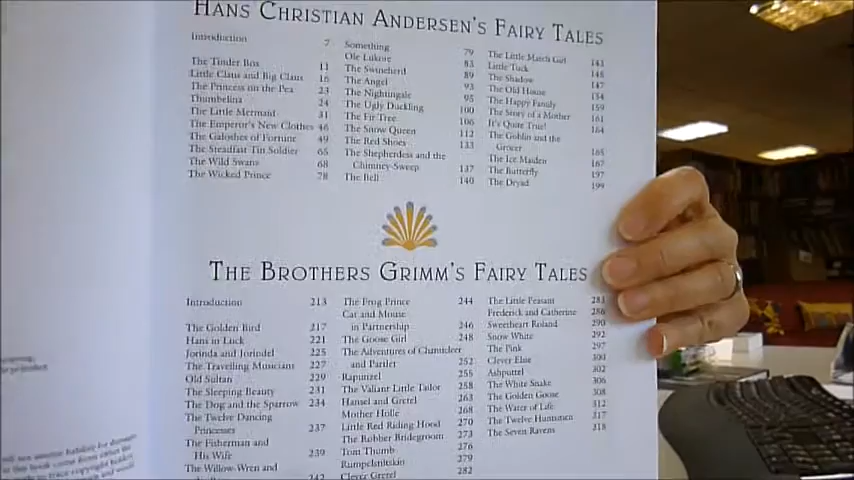 HANS CHRISTIAN ANDERSEN'S FAIRY TALES
Introduction 7
The Tinder Box 11
Little Claus and Big Claus 16
The Princess on the Pea 23
Thumbelina 24
The Little Mermaid 31
The Emperor's New Clothes 46
The Galoshes of Fortune 49
The Steadfast Tin Soldier 65
The Wild Swans 68
The Wicked Prince 78
Something 79
Ole Lukoie 83
The Swineherd 89
The Angel 93
The Nightingale 95
The Ugly Duckling 100
The Fir Tree 106
The Snow Queen 112
The Red Shoes 133
The Shepherdess and the
Chimney-Sweep 137
The Bell 140
The Little Match Girl 143
Little Tuck 145
The Shadow 147
The Old House 154
The Happy Family 159
The Story of a Mother 161
It's Quite True! 164
The Goblin and the
Grocer 165
The Ice Maiden 167
The Butterfly 197
The Dryad 199
THE BROTHERS GRIMM'S FAIRY TALES
Introduction 213
The Golden Bird 217
Hans in Luck 221
Jorinda and Jorindel 225
The Travelling Musicians 227
Old Sultan 229
The Sleeping Beauty 231
The Dog and the Sparrow 234
The Twelve Dancing
Princesses 237
The Fisherman and
His Wife 239
The Willow-Wren and
242
The Frog Prince 244
Cat and Mouse
in Partnership 246
The Goose Girl 248
The Adventures of Chanticleer
and Partlet 252
Rapunzel 255
The Valiant Little Tailor 258
Hansel and Gretel 263
Mother Holle 268
Little Red Riding Hood 270
The Robber Bridegroom 273
Tom Thumb 276
Rumpelstiltskin 279
Clever Gretel 282
The Little Peasant 283
Frederick and Catherine 286
Sweetheart Roland 290
Snow White 292
The Pink 297
Clever Elsie 300
Ashputtel 302
The White Snake 306
The Golden Goose 308
The Water of Life 312
The Twelve Huntsmen 317
The Seven Ravens 318